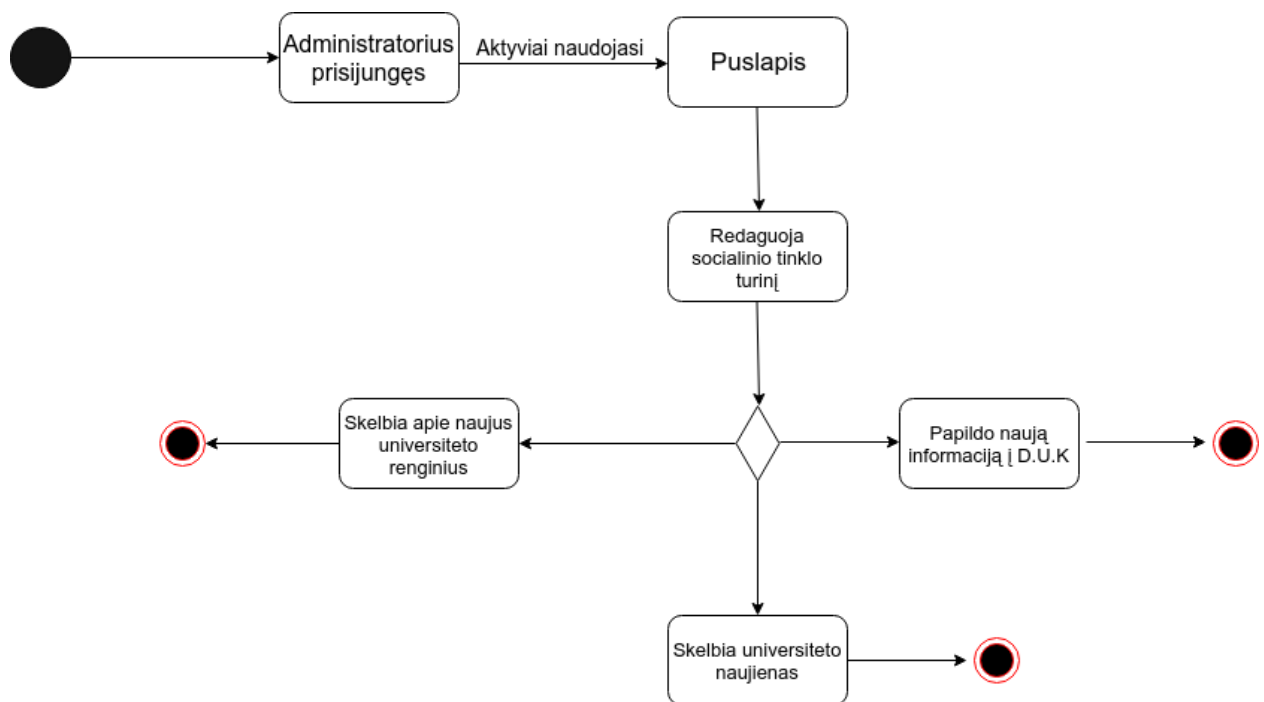 Administratorius
prisijungęs
Aktyviai naudojasi
Puslapis
Redaguoja
socialinio tinklo
turinį
Skelbia apie naujus
universiteto
renginius
Papildo naują
informaciją į D.U.K
Skelbia universiteto
naujienas